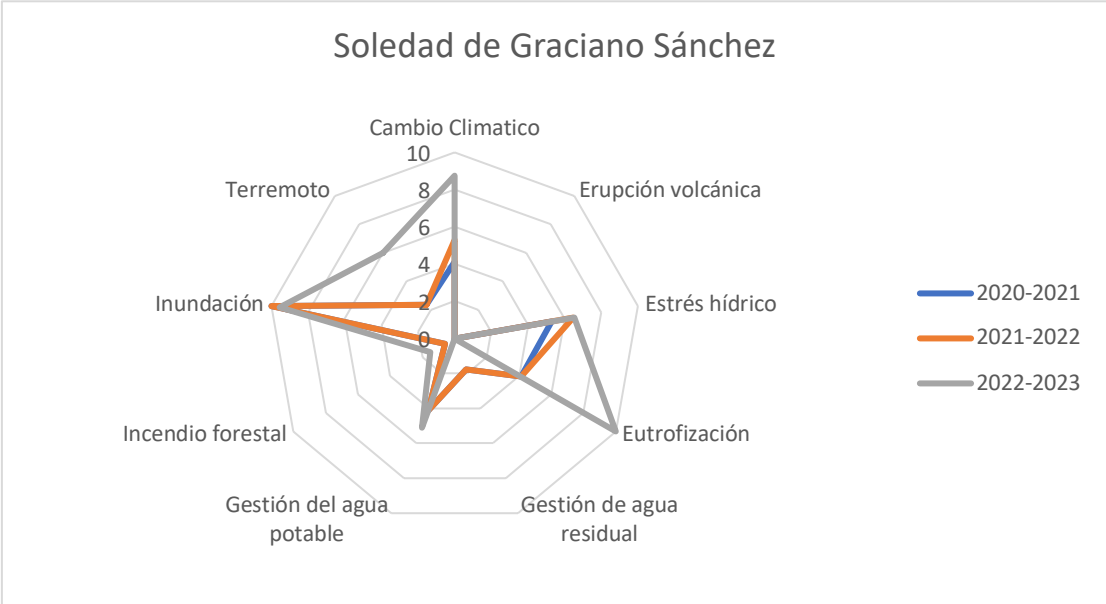 Soledad de Graciano Sánchez
Cambio Climatico
10
8
6
4
2
0
Terremoto
Erupción volcánica
Inundación
Estrés hídrico
Incendio forestal
Eutrofización
Gestión del agua
potable
Gestión de agua
residual
2020-2021
2021-2022
2022-2023